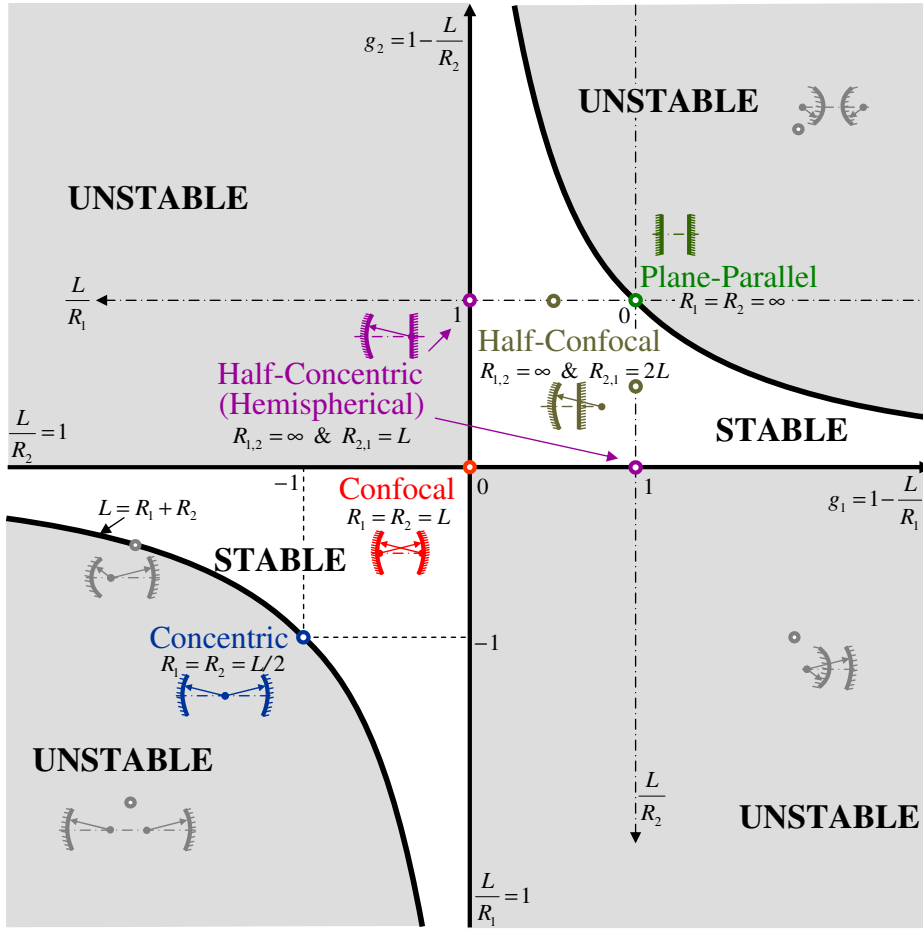 g₂ = 1 − L/R₂
UNSTABLE
UNSTABLE
Plane-Parallel
R₁ = R₂ = ∞
L/R₁
1
0
Half-Confocal
R₁,₂ = ∞ & R₂,₁ = 2L
Half-Concentric
(Hemispherical)
R₁,₂ = ∞ & R₂,₁ = L
L/R₂ = 1
STABLE
−1
0
1
g₁ = 1 − L/R₁
Confocal
R₁ = R₂ = L
L = R₁ + R₂
STABLE
Concentric
R₁ = R₂ = L/2
−1
UNSTABLE
L/R₂
UNSTABLE
L/R₁ = 1